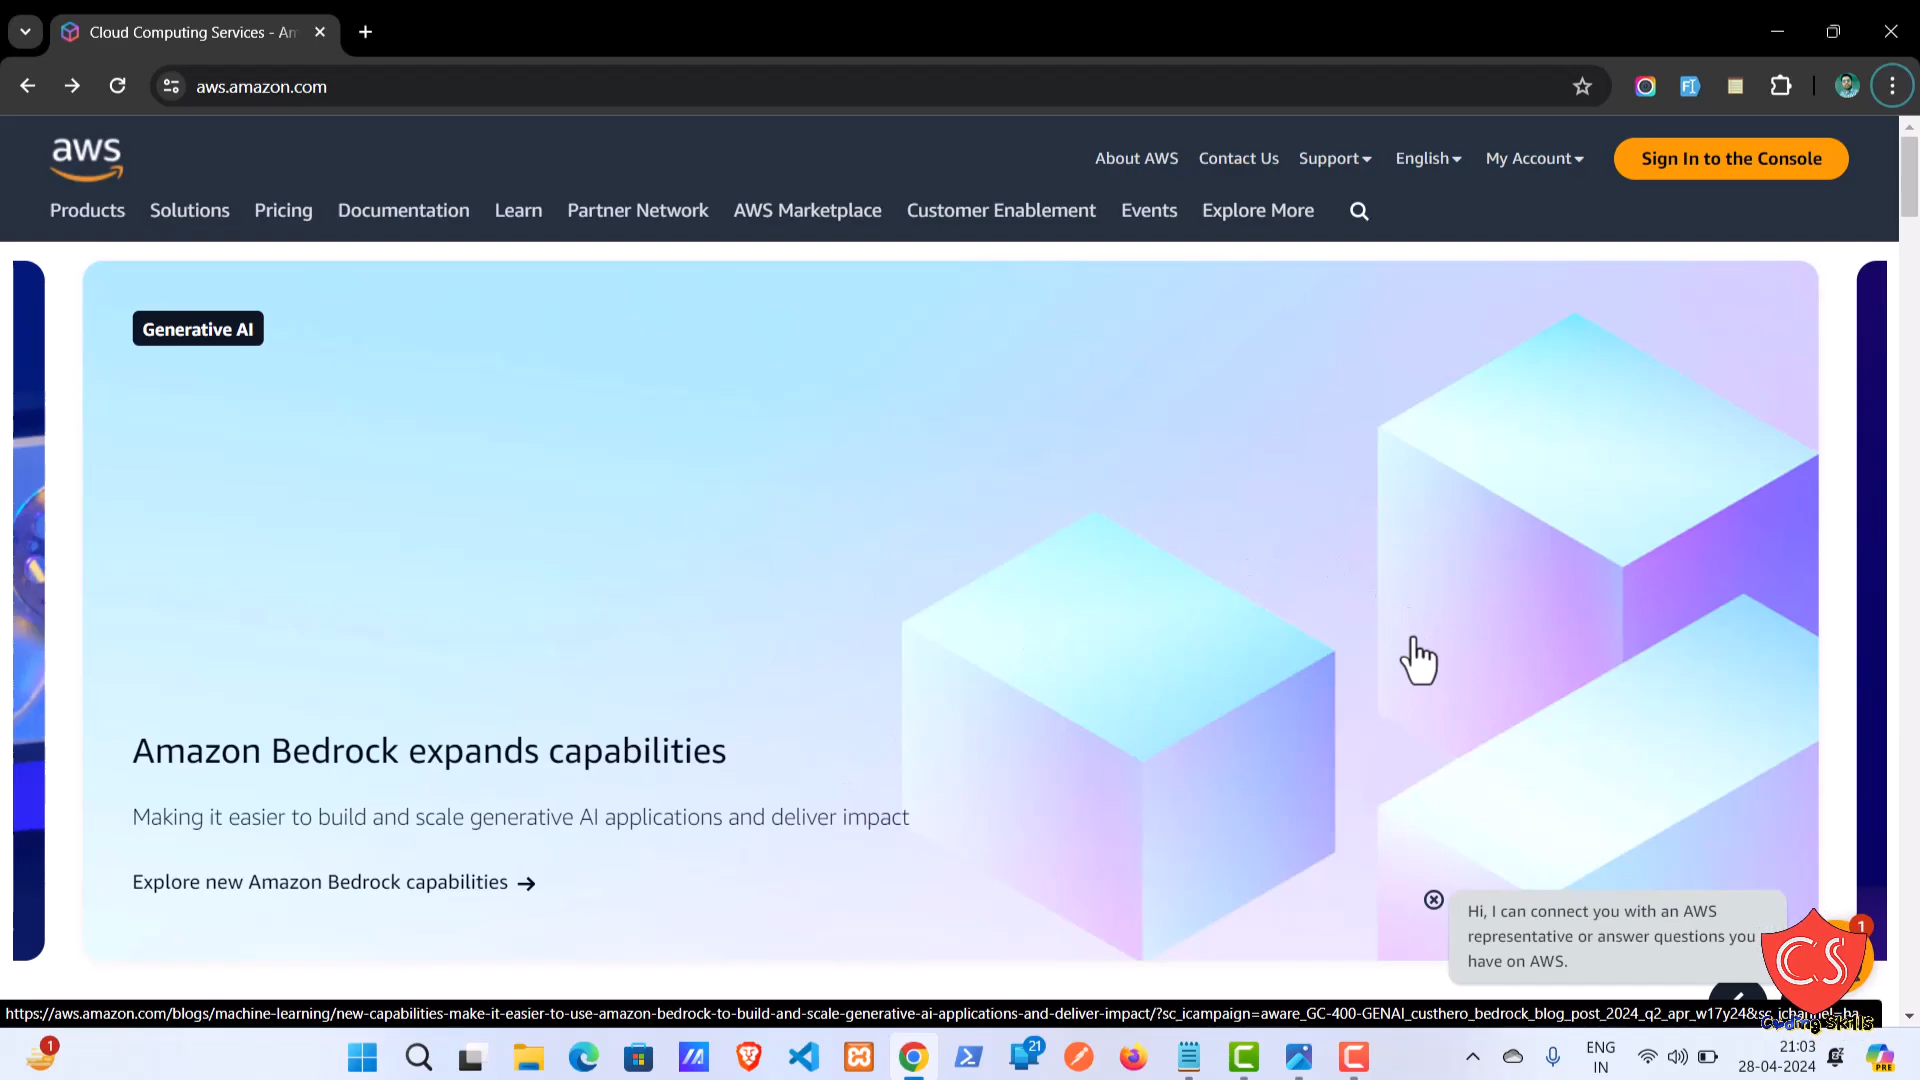 Cloud Computing Services - Am
aws.amazon.com
aws
About AWS Contact Us Support English My Account Sign In to the Console
Products Solutions Pricing Documentation Learn Partner Network AWS Marketplace Customer Enablement Events Explore More
Generative AI
Amazon Bedrock expands capabilities
Making it easier to build and scale generative AI applications and deliver impact
Explore new Amazon Bedrock capabilities →
Hi, I can connect you with an AWS
representative or answer questions you
have on AWS.
1
CS
Coding Skills
https://aws.amazon.com/blogs/machine-learning/new-capabilities-make-it-easier-to-use-amazon-bedrock-to-build-and-scale-generative-ai-applications-and-deliver-impact/?sc_icampaign=aware_GC-400-GENAI_custhero_bedrock_blog_post_2024_q2_apr_w17y24&sc_ichannel=ha
1
21
PRE
ENG
IN
21:03
28-04-2024